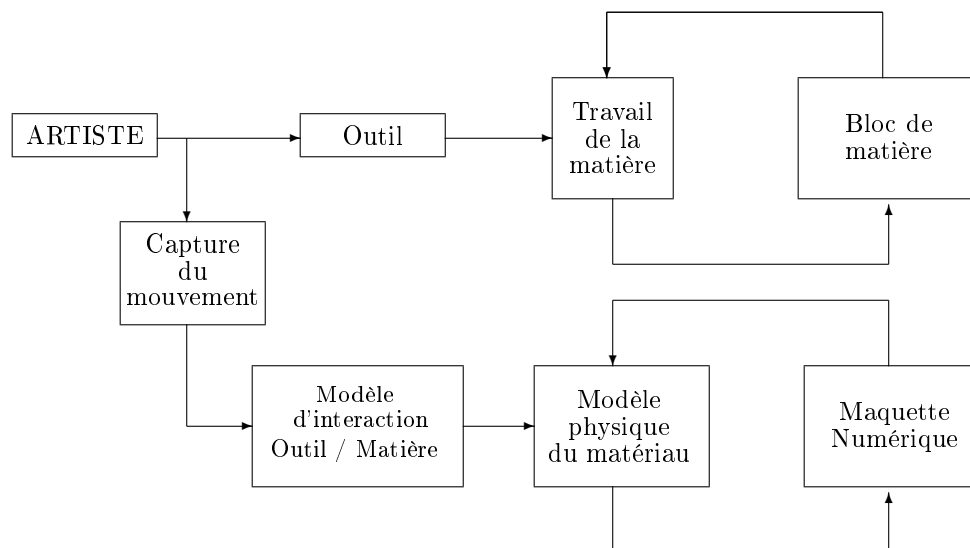 ARTISTE
Outil
Travail
de la
matière
Bloc de
matière
Capture
du
mouvement
Modèle
d'interaction
Outil / Matière
Modèle
physique
du matériau
Maquette
Numérique